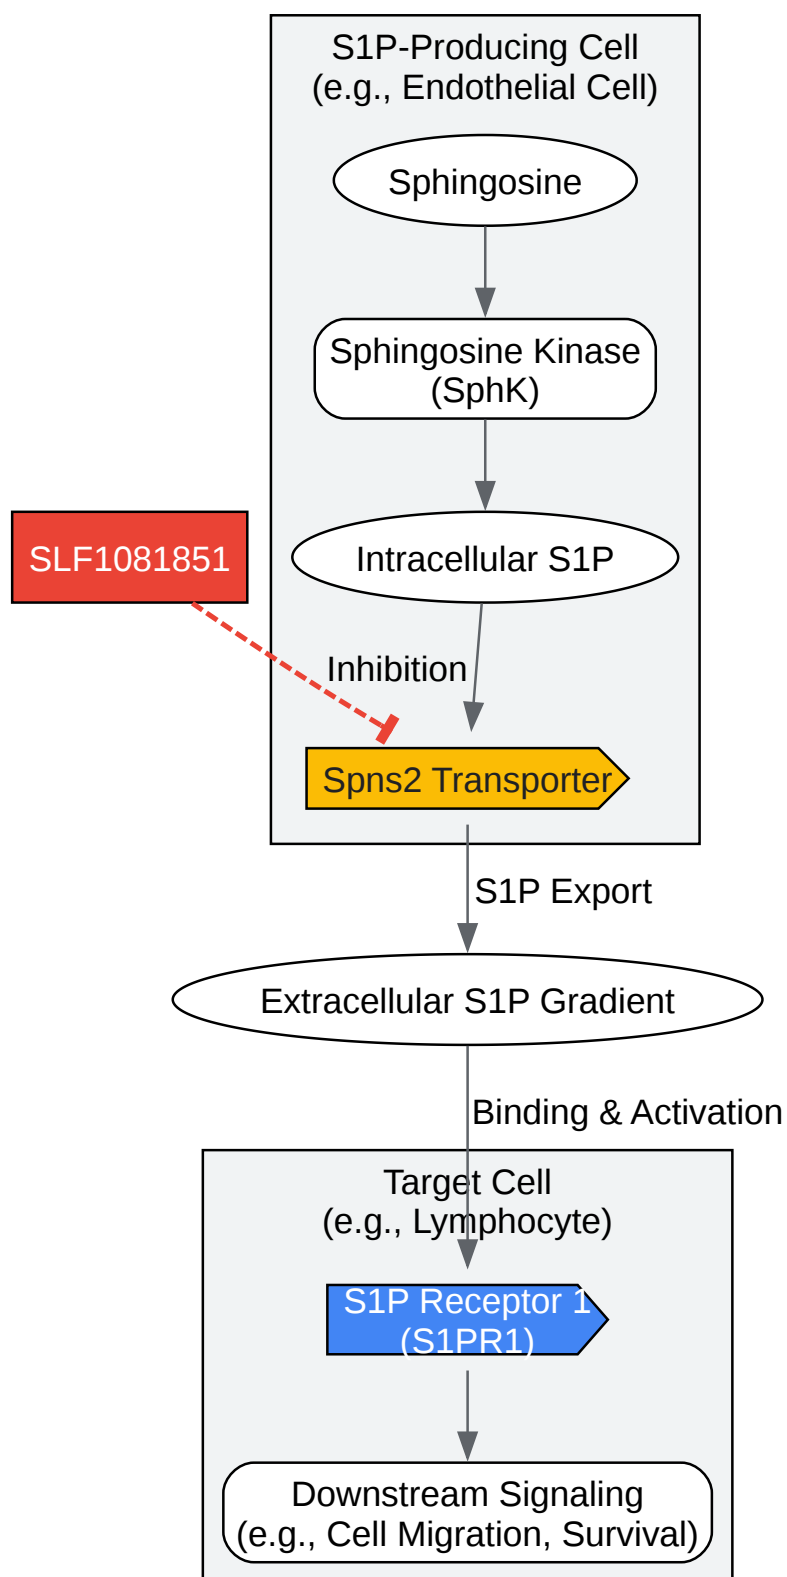 S1P-Producing Cell
(e.g., Endothelial Cell)
Sphingosine
Sphingosine Kinase
(SphK)
SLF1081851
Intracellular S1P
Inhibition
Spns2 Transporter
S1P Export
Extracellular S1P Gradient
Binding & Activation
Target Cell
(e.g., Lymphocyte)
S1P Receptor 1
(S1PR1)
Downstream Signaling
(e.g., Cell Migration, Survival)